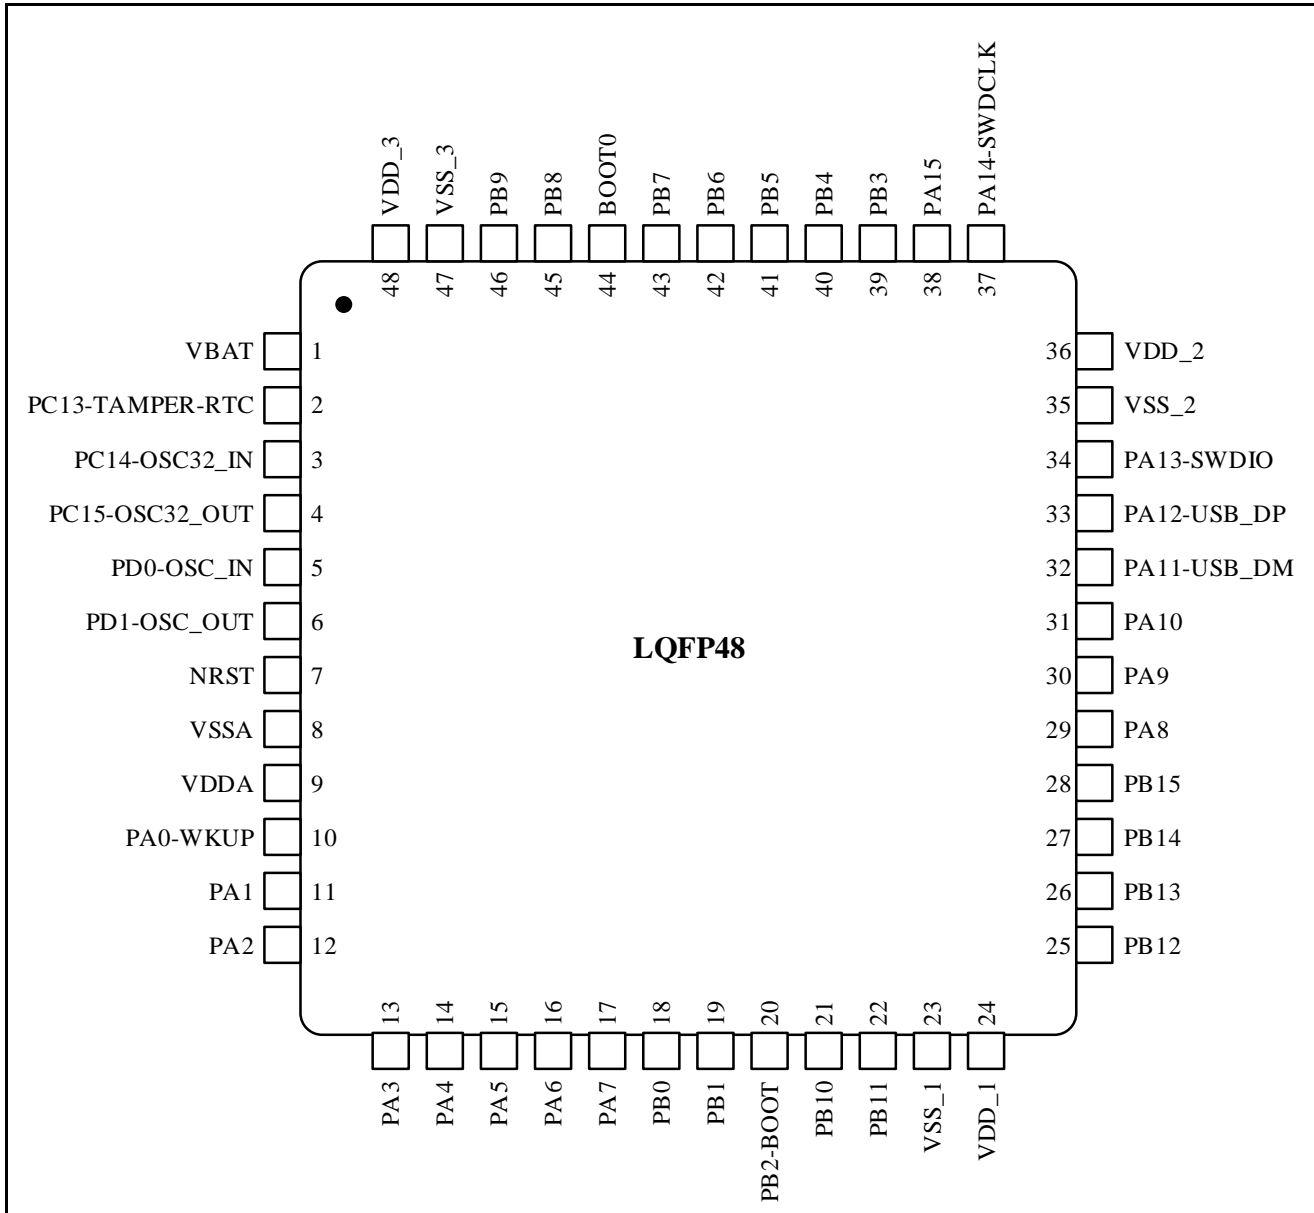 VDD_3
VSS_3
PB9
PB8
BOOT0
PB7
PB6
PB5
PB4
PB3
PA15
PA14-SWDCLK
48
47
46
45
44
43
42
41
40
39
38
37
VBAT 1
PC13-TAMPER-RTC 2
PC14-OSC32_IN 3
PC15-OSC32_OUT 4
PD0-OSC_IN 5
PD1-OSC_OUT 6
NRST 7
VSSA 8
VDDA 9
PA0-WKUP 10
PA1 11
PA2 12
LQFP48
36 VDD_2
35 VSS_2
34 PA13-SWDIO
33 PA12-USB_DP
32 PA11-USB_DM
31 PA10
30 PA9
29 PA8
28 PB15
27 PB14
26 PB13
25 PB12
13
14
15
16
17
18
19
20
21
22
23
24
PA3
PA4
PA5
PA6
PA7
PB0
PB1
PB2-BOOT
PB10
PB11
VSS_1
VDD_1